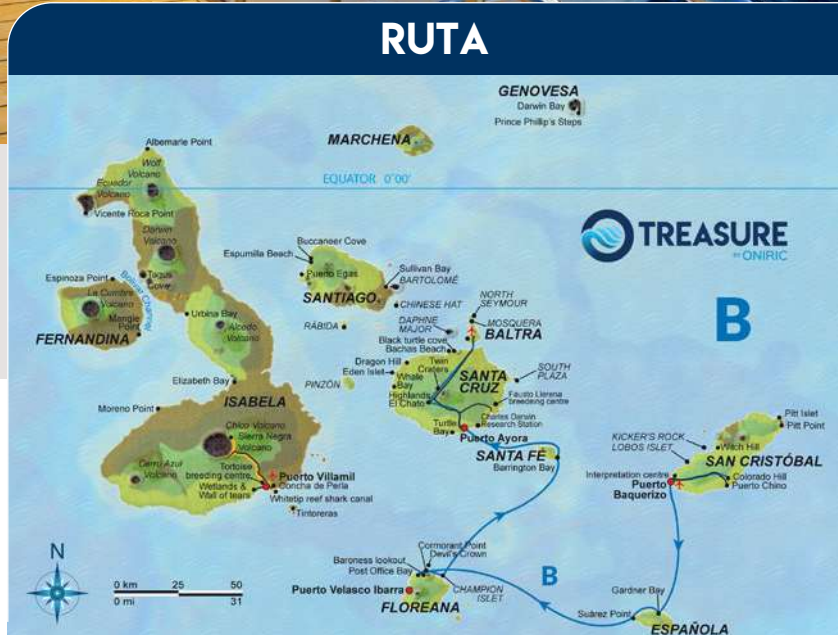 RUTA
GENOVESA
Darwin Bay
Prince Phillip's Steps
MARCHENA
Albemarle Point
Wolf
Volcano
EQUATOR 0°00'
Ecuador
Volcano
Vicente Roca Point
Darwin
Volcano
TREASURE
BY ONIRIC
B
Buccaneer Cove
Espumilla Beach
Puerto Egas
Sullivan Bay
BARTOLOMÉ
SANTIAGO
CHINESE HAT
Espinoza Point
Tagus
Cove
Bolivar Channel
La Cumbre
Volcano
Mangle
Point
FERNANDINA
Urbina Bay
Alcedo
Volcano
RÁBIDA
NORTH
SEYMOUR
MOSQUERA
DAPHNE
MAJOR
BALTRA
Black turtle cove
Bachas Beach
Dragon Hill
Eden Islet
Twin
Craters
Whale
Bay
SANTA
CRUZ
SOUTH
PLAZA
PINZÓN
Highlands
El Chato
Fausto Llerena
breedeing centre
Elizabeth Bay
ISABELA
Moreno Point
Charles Darwin
Research Station
Turtle
Bay
Puerto Ayora
Pitt Islet
Pitt Point
Chico Volcano
Sierra Negra
Volcano
SANTA FÉ
Barrington Bay
KICKER'S ROCK
LOBOS ISLET
Witch Hill
SAN CRISTÓBAL
Cerro Azul
Volcano
Tortoise
breeding centre
Puerto Villamil
Concha de Perla
Wetlands &
Wall of tears
Whitetip reef shark canal
Tintoreras
Interpretation centre
Puerto
Baquerizo
Colorado Hill
Puerto Chino
N
0 km 25 50
0 mi 31
Cormorant Point
Devil's Crown
Baroness lookout
Post Office Bay
Puerto Velasco Ibarra
CHAMPION
ISLET
FLOREANA
B
Gardner Bay
Suárez Point
ESPAÑOLA